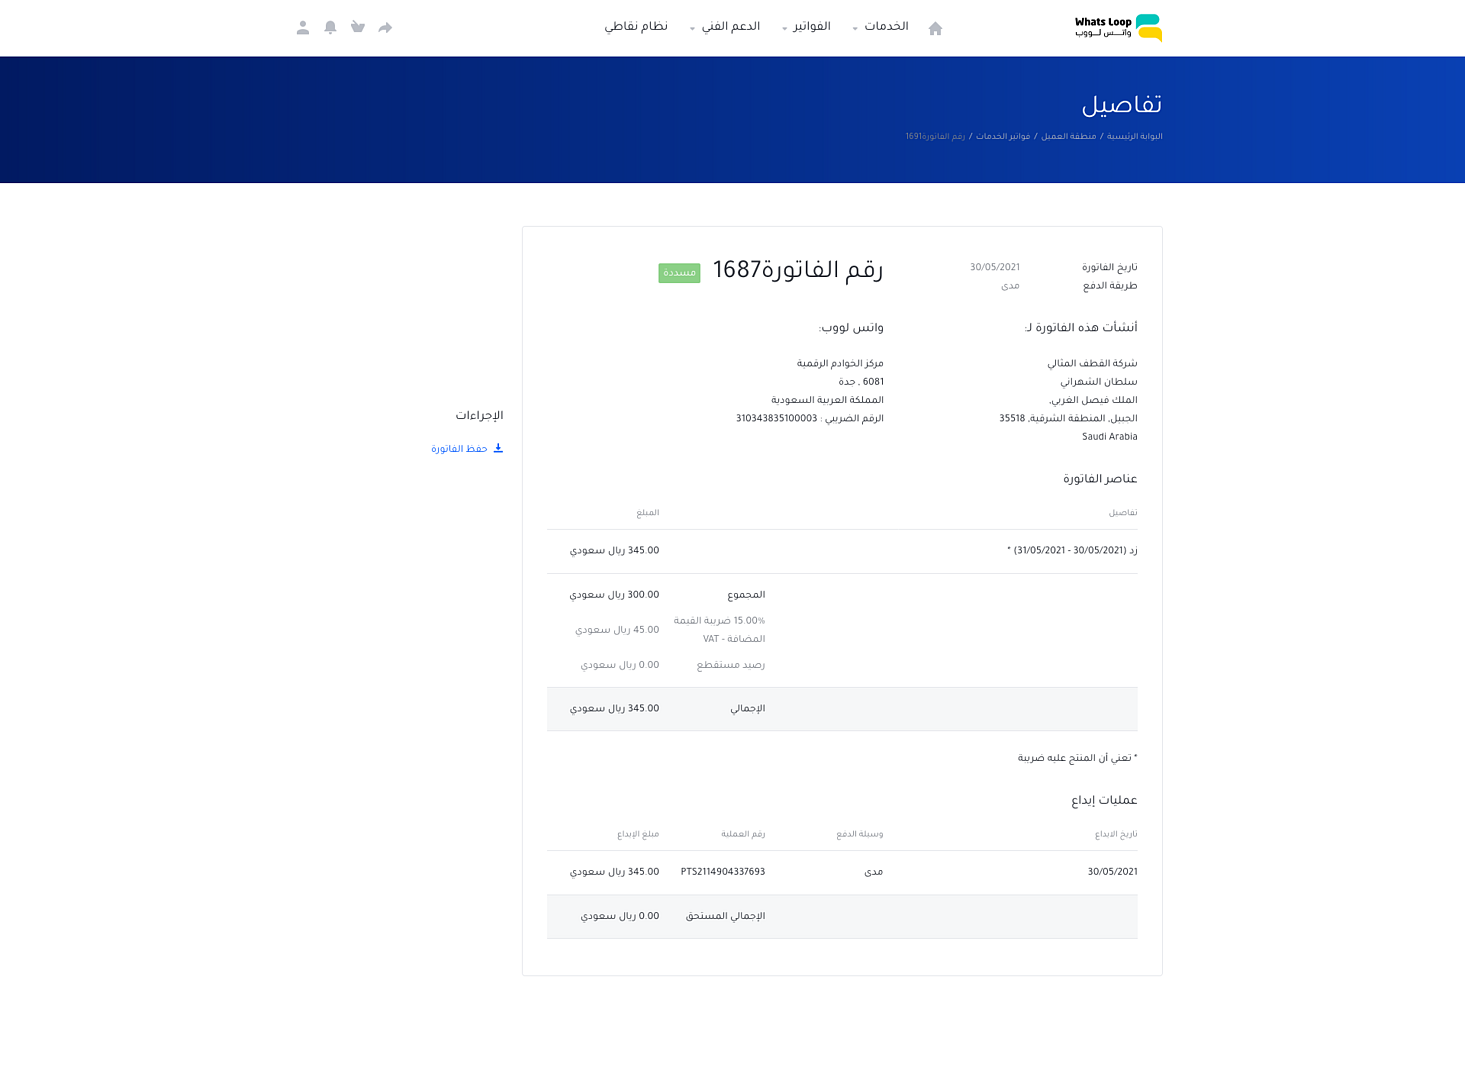 Whats Loop
واتـــس لـــووب
الخدمات
الفواتير
الدعم الفني
نظام نقاطي
تفاصيل
البوابة الرئيسية / منطقة العميل / فواتير الخدمات / رقم الفاتورة1691
تاريخ الفاتورة 30/05/2021
طريقة الدفع مدى
رقم الفاتورة1687 مسددة
أنشأت هذه الفاتورة لـ:
شركة القطف المثالي
سلطان الشهراني
الملك فيصل الغربي,
الجبيل, المنطقة الشرقية, 35518
Saudi Arabia
واتس لووب:
مركز الخوادم الرقمية
6081 , جدة
المملكة العربية السعودية
الرقم الضريبي : 310343835100003
الإجراءات
حفظ الفاتورة
عناصر الفاتورة
تفاصيل المبلغ
زد (30/05/2021 - 31/05/2021) * 345.00 ريال سعودي
المجموع 300.00 ريال سعودي
15.00% ضريبة القيمة
المضافة - VAT 45.00 ريال سعودي
رصيد مستقطع 0.00 ريال سعودي
الإجمالي 345.00 ريال سعودي
* تعني أن المنتج عليه ضريبة
عمليات إيداع
تاريخ الايداع وسيلة الدفع رقم العملية مبلغ الإيداع
30/05/2021 مدى PTS2114904337693 345.00 ريال سعودي
الإجمالي المستحق 0.00 ريال سعودي